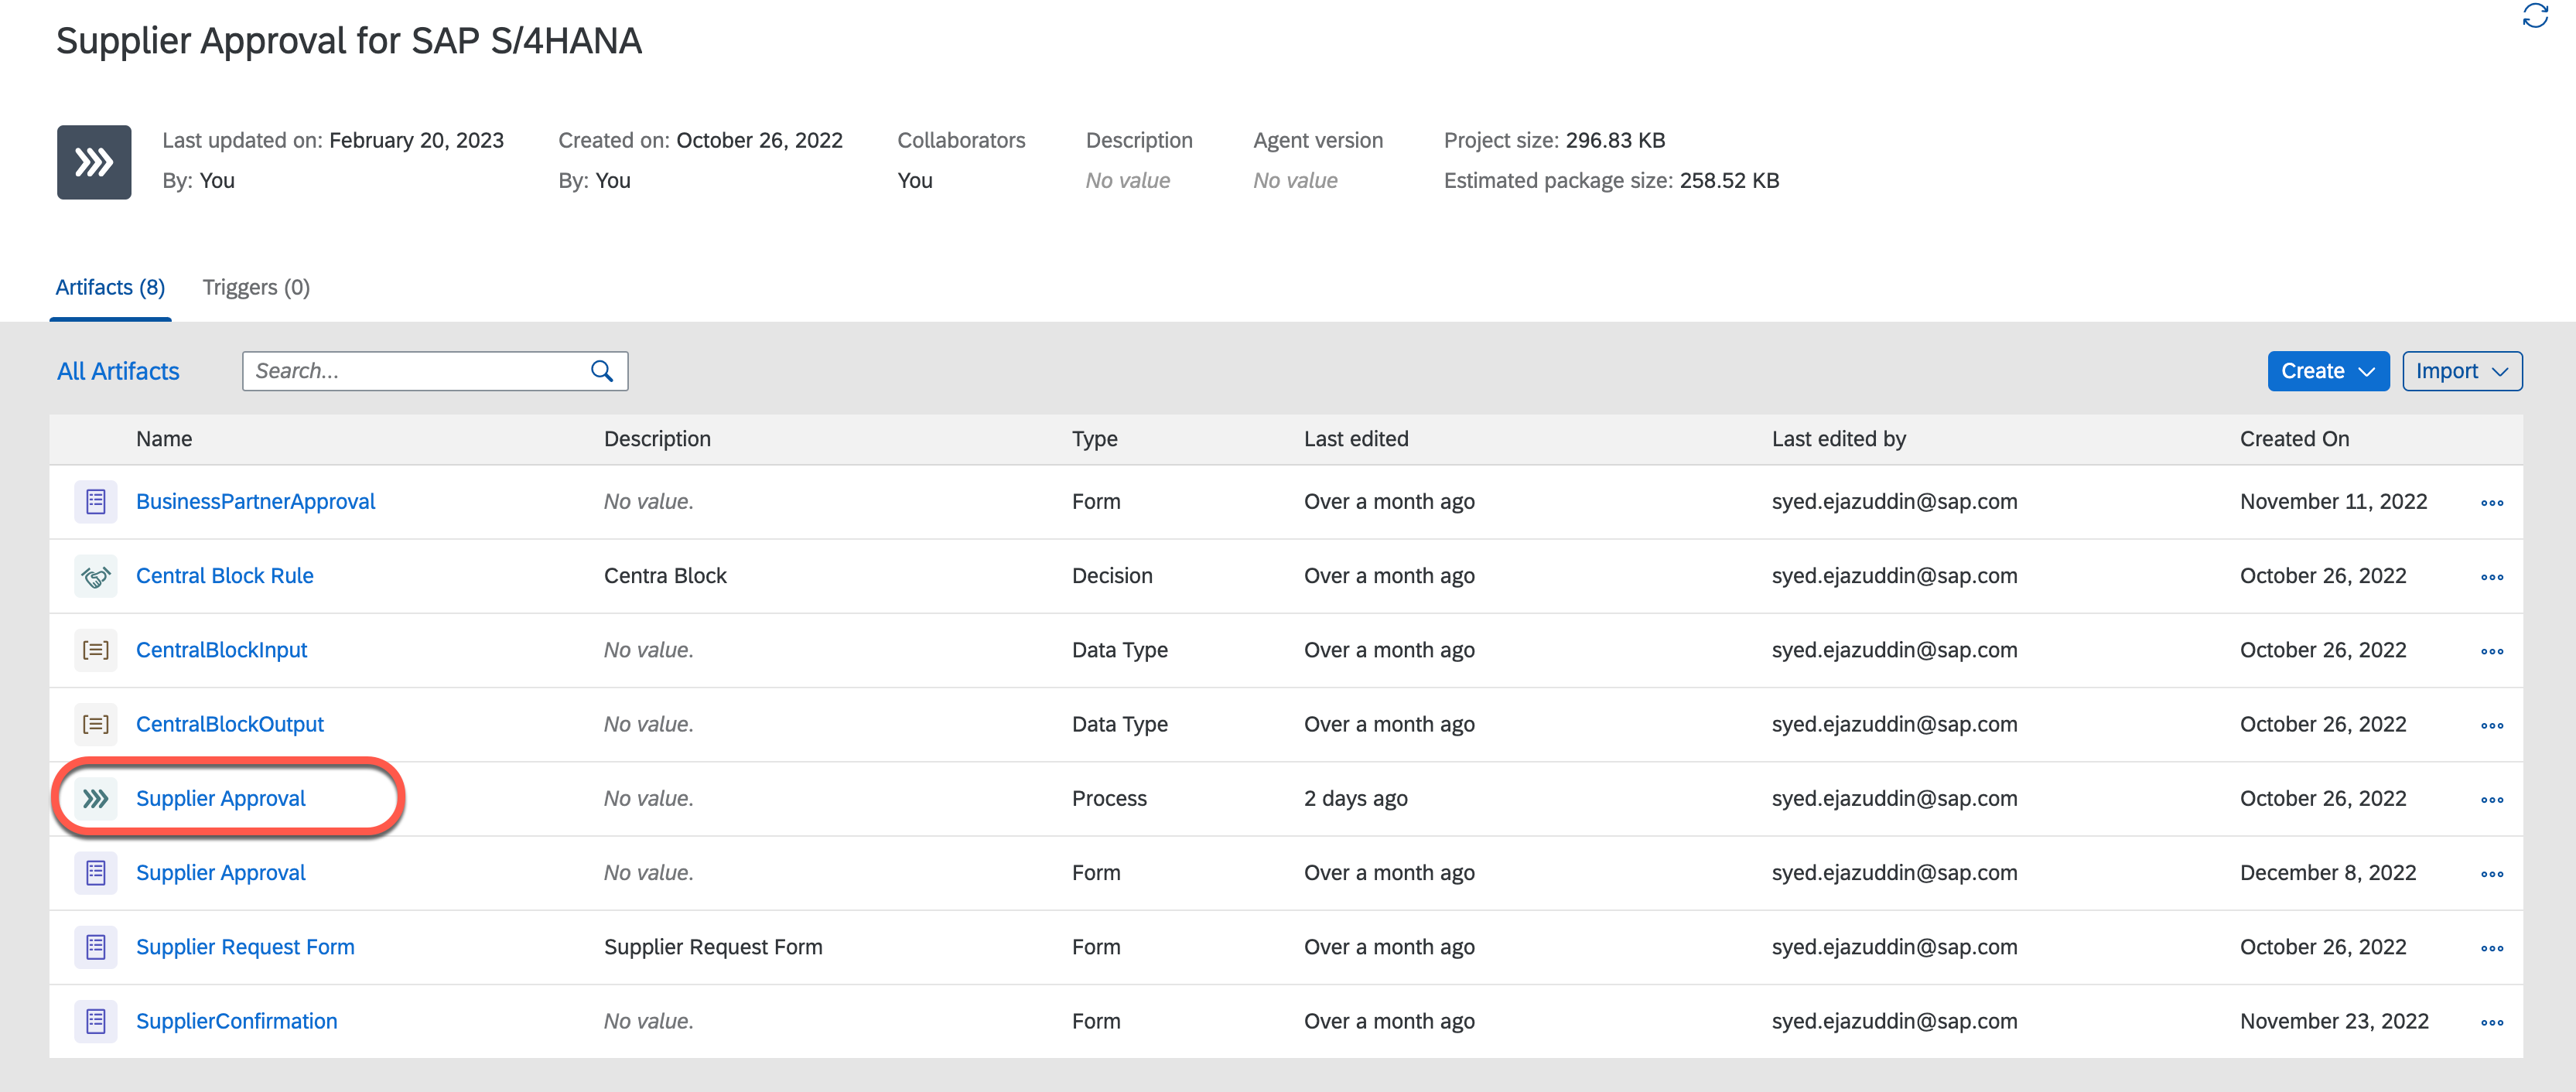 Supplier Approval for SAP S/4HANA
Last updated on: February 20, 2023 Created on: October 26, 2022 Collaborators Description Agent version Project size: 296.83 KB
By: You By: You You No value No value Estimated package size: 258.52 KB
Artifacts (8) Triggers (0)
All Artifacts Search... Create Import
Name Description Type Last edited Last edited by Created On
BusinessPartnerApproval No value. Form Over a month ago syed.ejazuddin@sap.com November 11, 2022
Central Block Rule Centra Block Decision Over a month ago syed.ejazuddin@sap.com October 26, 2022
CentralBlockInput No value. Data Type Over a month ago syed.ejazuddin@sap.com October 26, 2022
CentralBlockOutput No value. Data Type Over a month ago syed.ejazuddin@sap.com October 26, 2022
Supplier Approval No value. Process 2 days ago syed.ejazuddin@sap.com October 26, 2022
Supplier Approval No value. Form Over a month ago syed.ejazuddin@sap.com December 8, 2022
Supplier Request Form Supplier Request Form Form Over a month ago syed.ejazuddin@sap.com October 26, 2022
SupplierConfirmation No value. Form Over a month ago syed.ejazuddin@sap.com November 23, 2022